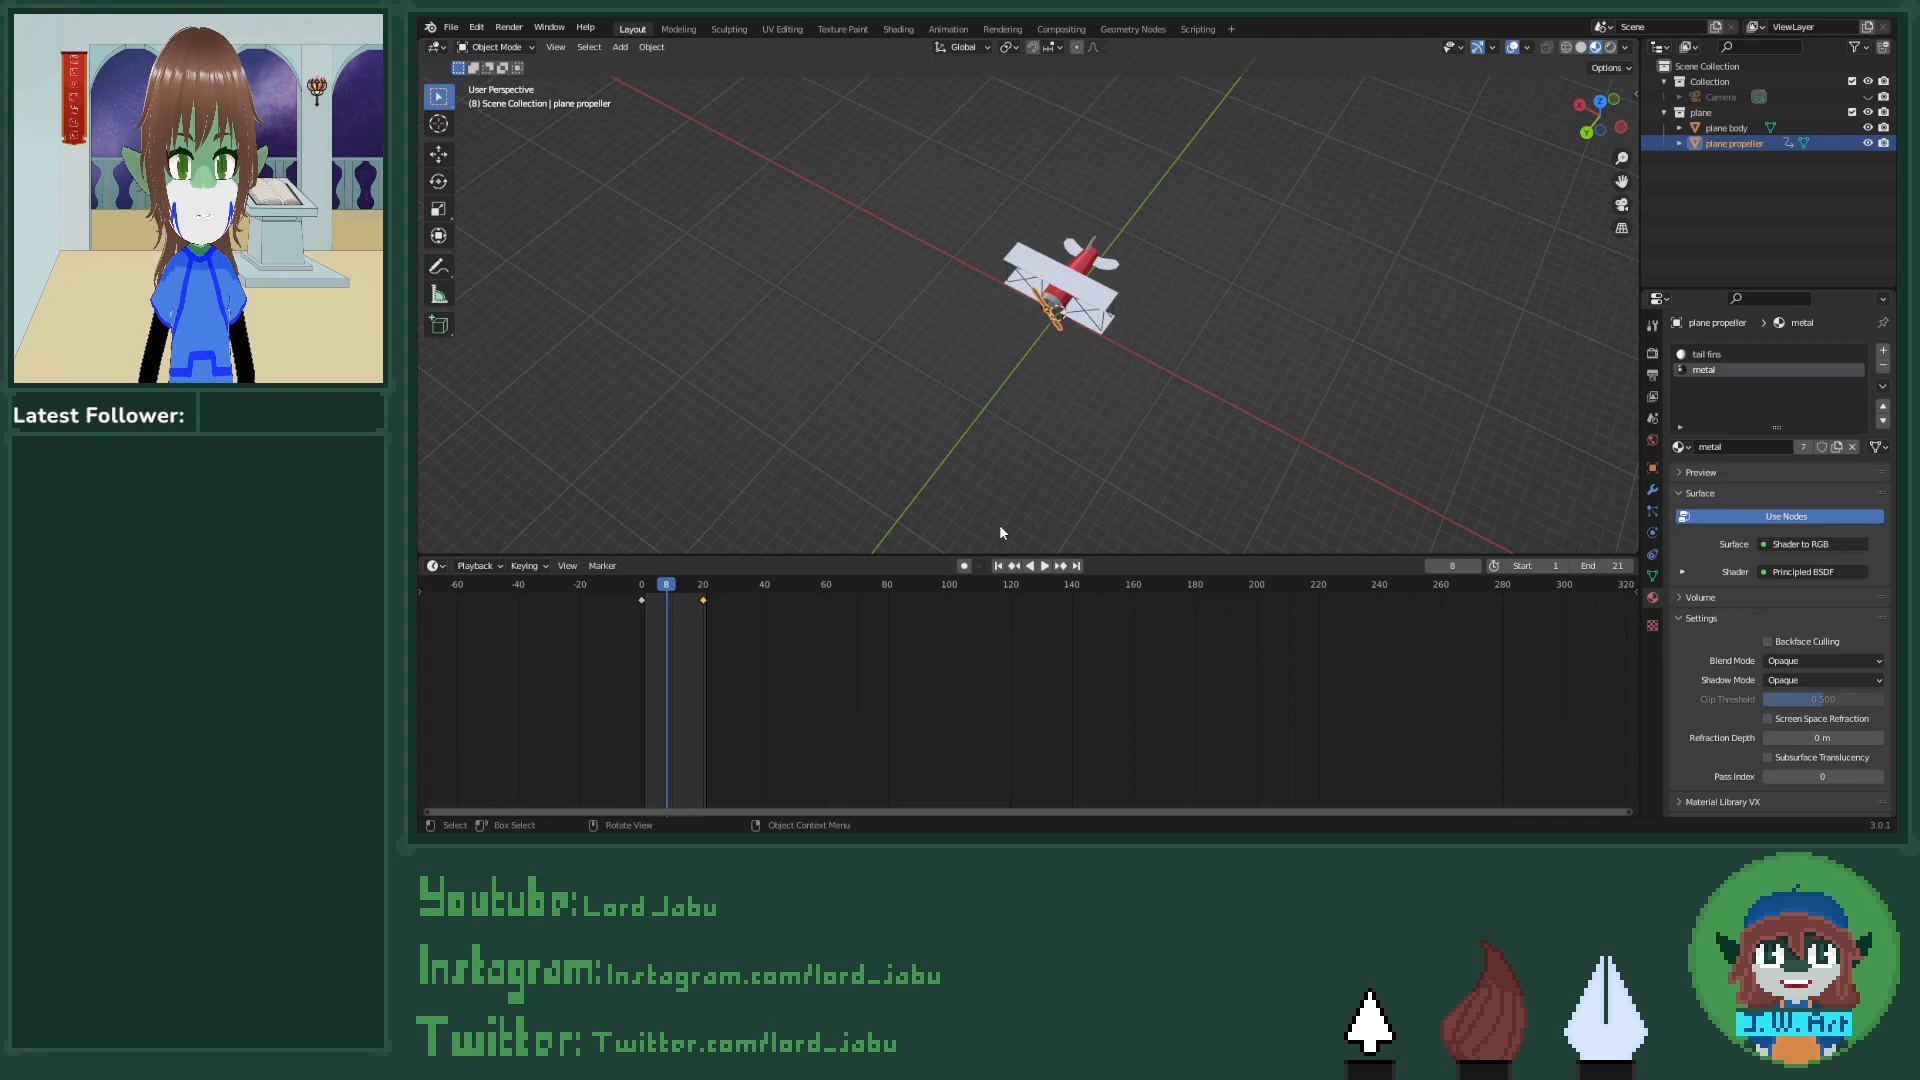 File Edit Render Window Help
Layout Modeling Sculpting UV Editing Texture Paint Shading Animation Rendering Compositing Geometry Nodes Scripting +
Scene
ViewLayer
Object Mode View Select Add Object
Global
Options
User Perspective
(8) Scene Collection | plane propeller
X
Z
Y
Scene Collection
Collection
Camera
plane
plane body
plane propeller
plane propeller > metal
tail fins
metal
metal 7
Preview
Surface
Use Nodes
Surface Shader to RGB
Shader Principled BSDF
Volume
Settings
Backface Culling
Blend Mode Opaque
Shadow Mode Opaque
Clip Threshold 0.500
Screen Space Refraction
Refraction Depth 0 m
Subsurface Translucency
Pass Index 0
Material Library VX
Playback Keying View Marker
8 Start 1 End 21
-60 -40 -20 0 8 20 40 60 80 100 120 140 160 180 200 220 240 260 280 300 320
Select Box Select Rotate View Object Context Menu
3.0.1
Latest Follower:
Youtube: Lord Jabu
Instagram: Instagram.com/lord_jabu
Twitter: Twitter.com/lord_jabu
J.W. Art